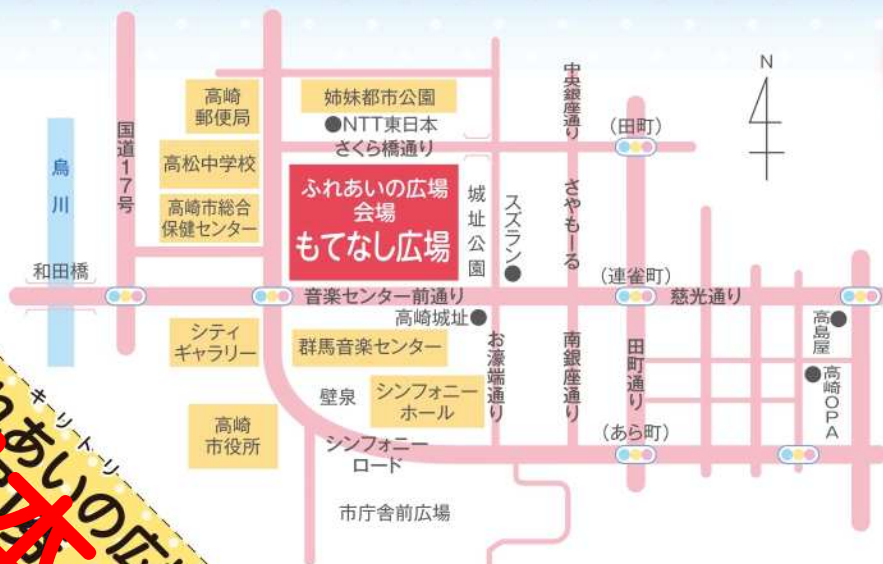 N
高崎
郵便局
姉妹都市公園
●NTT東日本
さくら橋通り
中央銀座通り
(田町)
国道17号
烏川
高松中学校
高崎市総合
保健センター
ふれあいの広場
会場
もてなし広場
城址公園
スズラン●
さやもーる
和田橋
音楽センター前通り
(連雀町)
慈光通り
高崎城址●
シティ
ギャラリー
群馬音楽センター
お濠端通り
南銀座通り
田町通り
高島屋●
●高崎OPA
壁泉
シンフォニー
ホール
高崎
市役所
シンフォニー
ロード
(あら町)
市庁舎前広場
キリトリ
れあいの広場
本